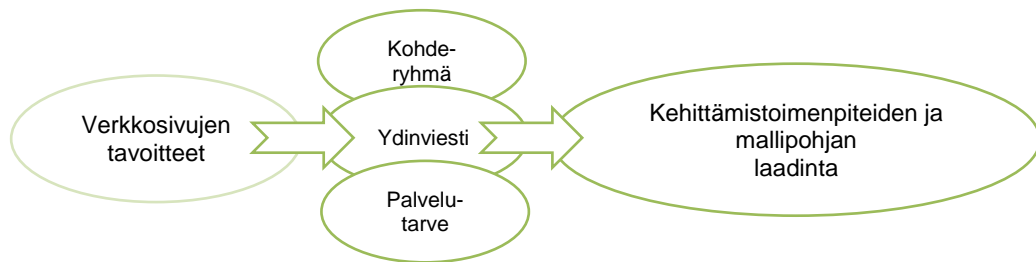 Verkkosivujen
tavoitteet
Kohde-
ryhmä
Ydinviesti
Palvelu-
tarve
Kehittämistoimenpiteiden ja
mallipohjan
laadinta